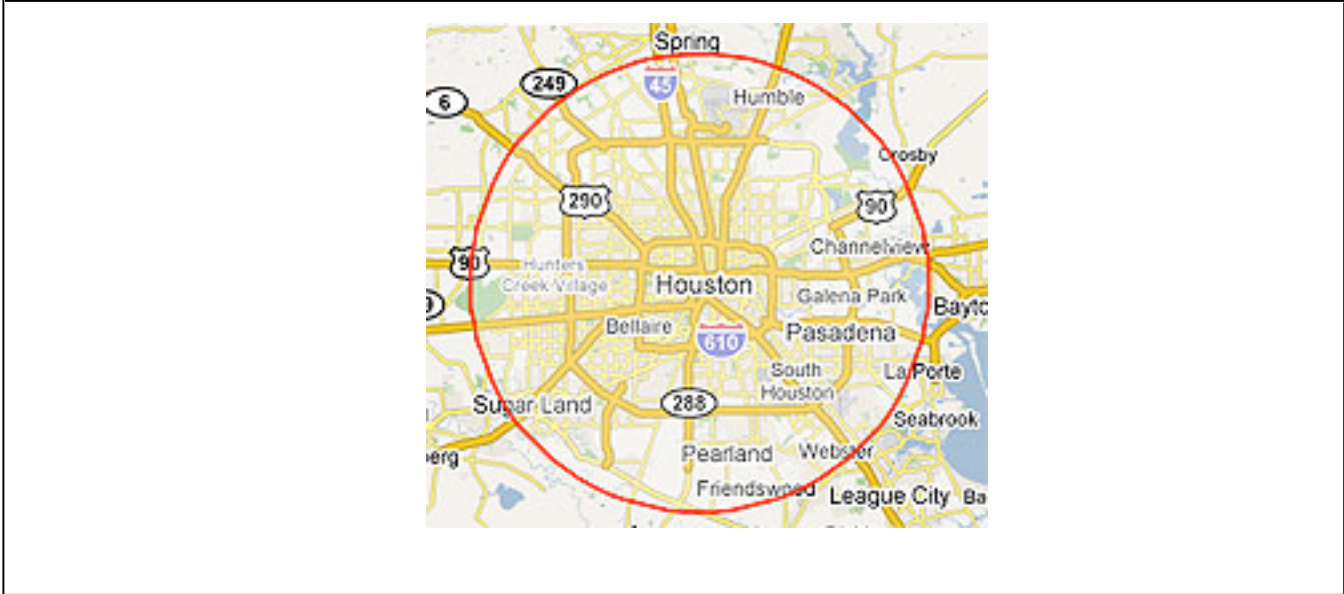 Spring
249
45
6
Humble
Crosby
290
90
Channelview
90
Hunters
Creek Village
Houston
Galena Park
Bayto
Bellaire
610
Pasadena
South
Houston
La Porte
Sugar Land
288
Seabrook
Pearland
Webster
erg
Friendswood
League City
Ba